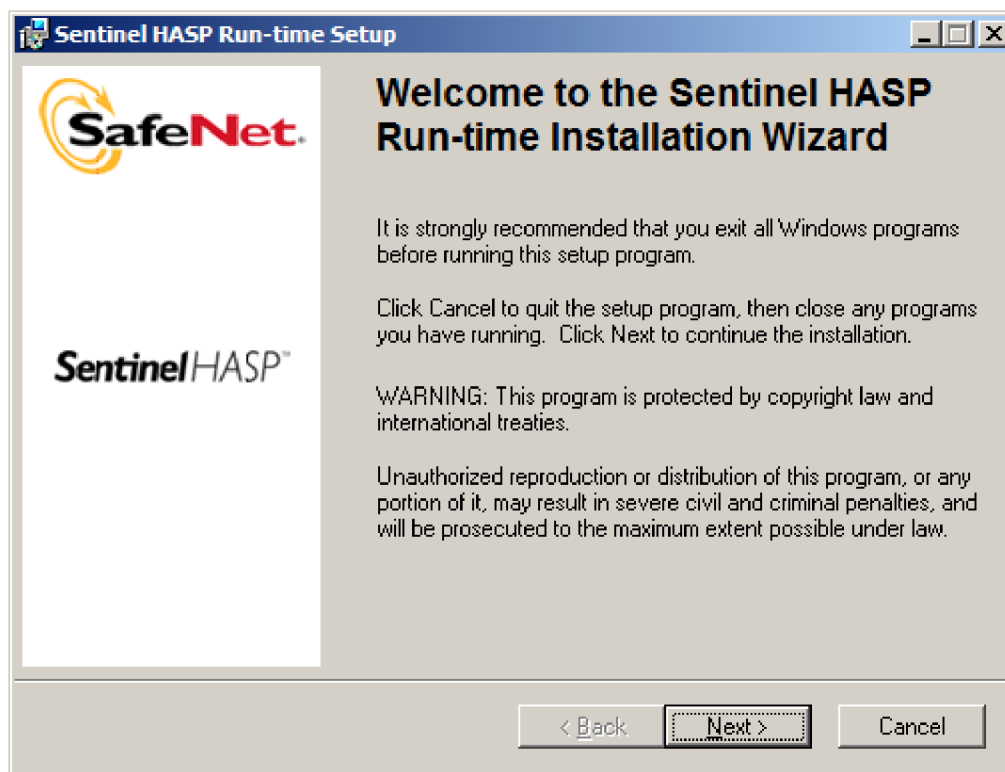 Sentinel HASP Run-time Setup
SafeNet.
Sentinel HASP™
Welcome to the Sentinel HASP
Run-time Installation Wizard
It is strongly recommended that you exit all Windows programs
before running this setup program.
Click Cancel to quit the setup program, then close any programs
you have running. Click Next to continue the installation.
WARNING: This program is protected by copyright law and
international treaties.
Unauthorized reproduction or distribution of this program, or any
portion of it, may result in severe civil and criminal penalties, and
will be prosecuted to the maximum extent possible under law.
< Back
Next >
Cancel